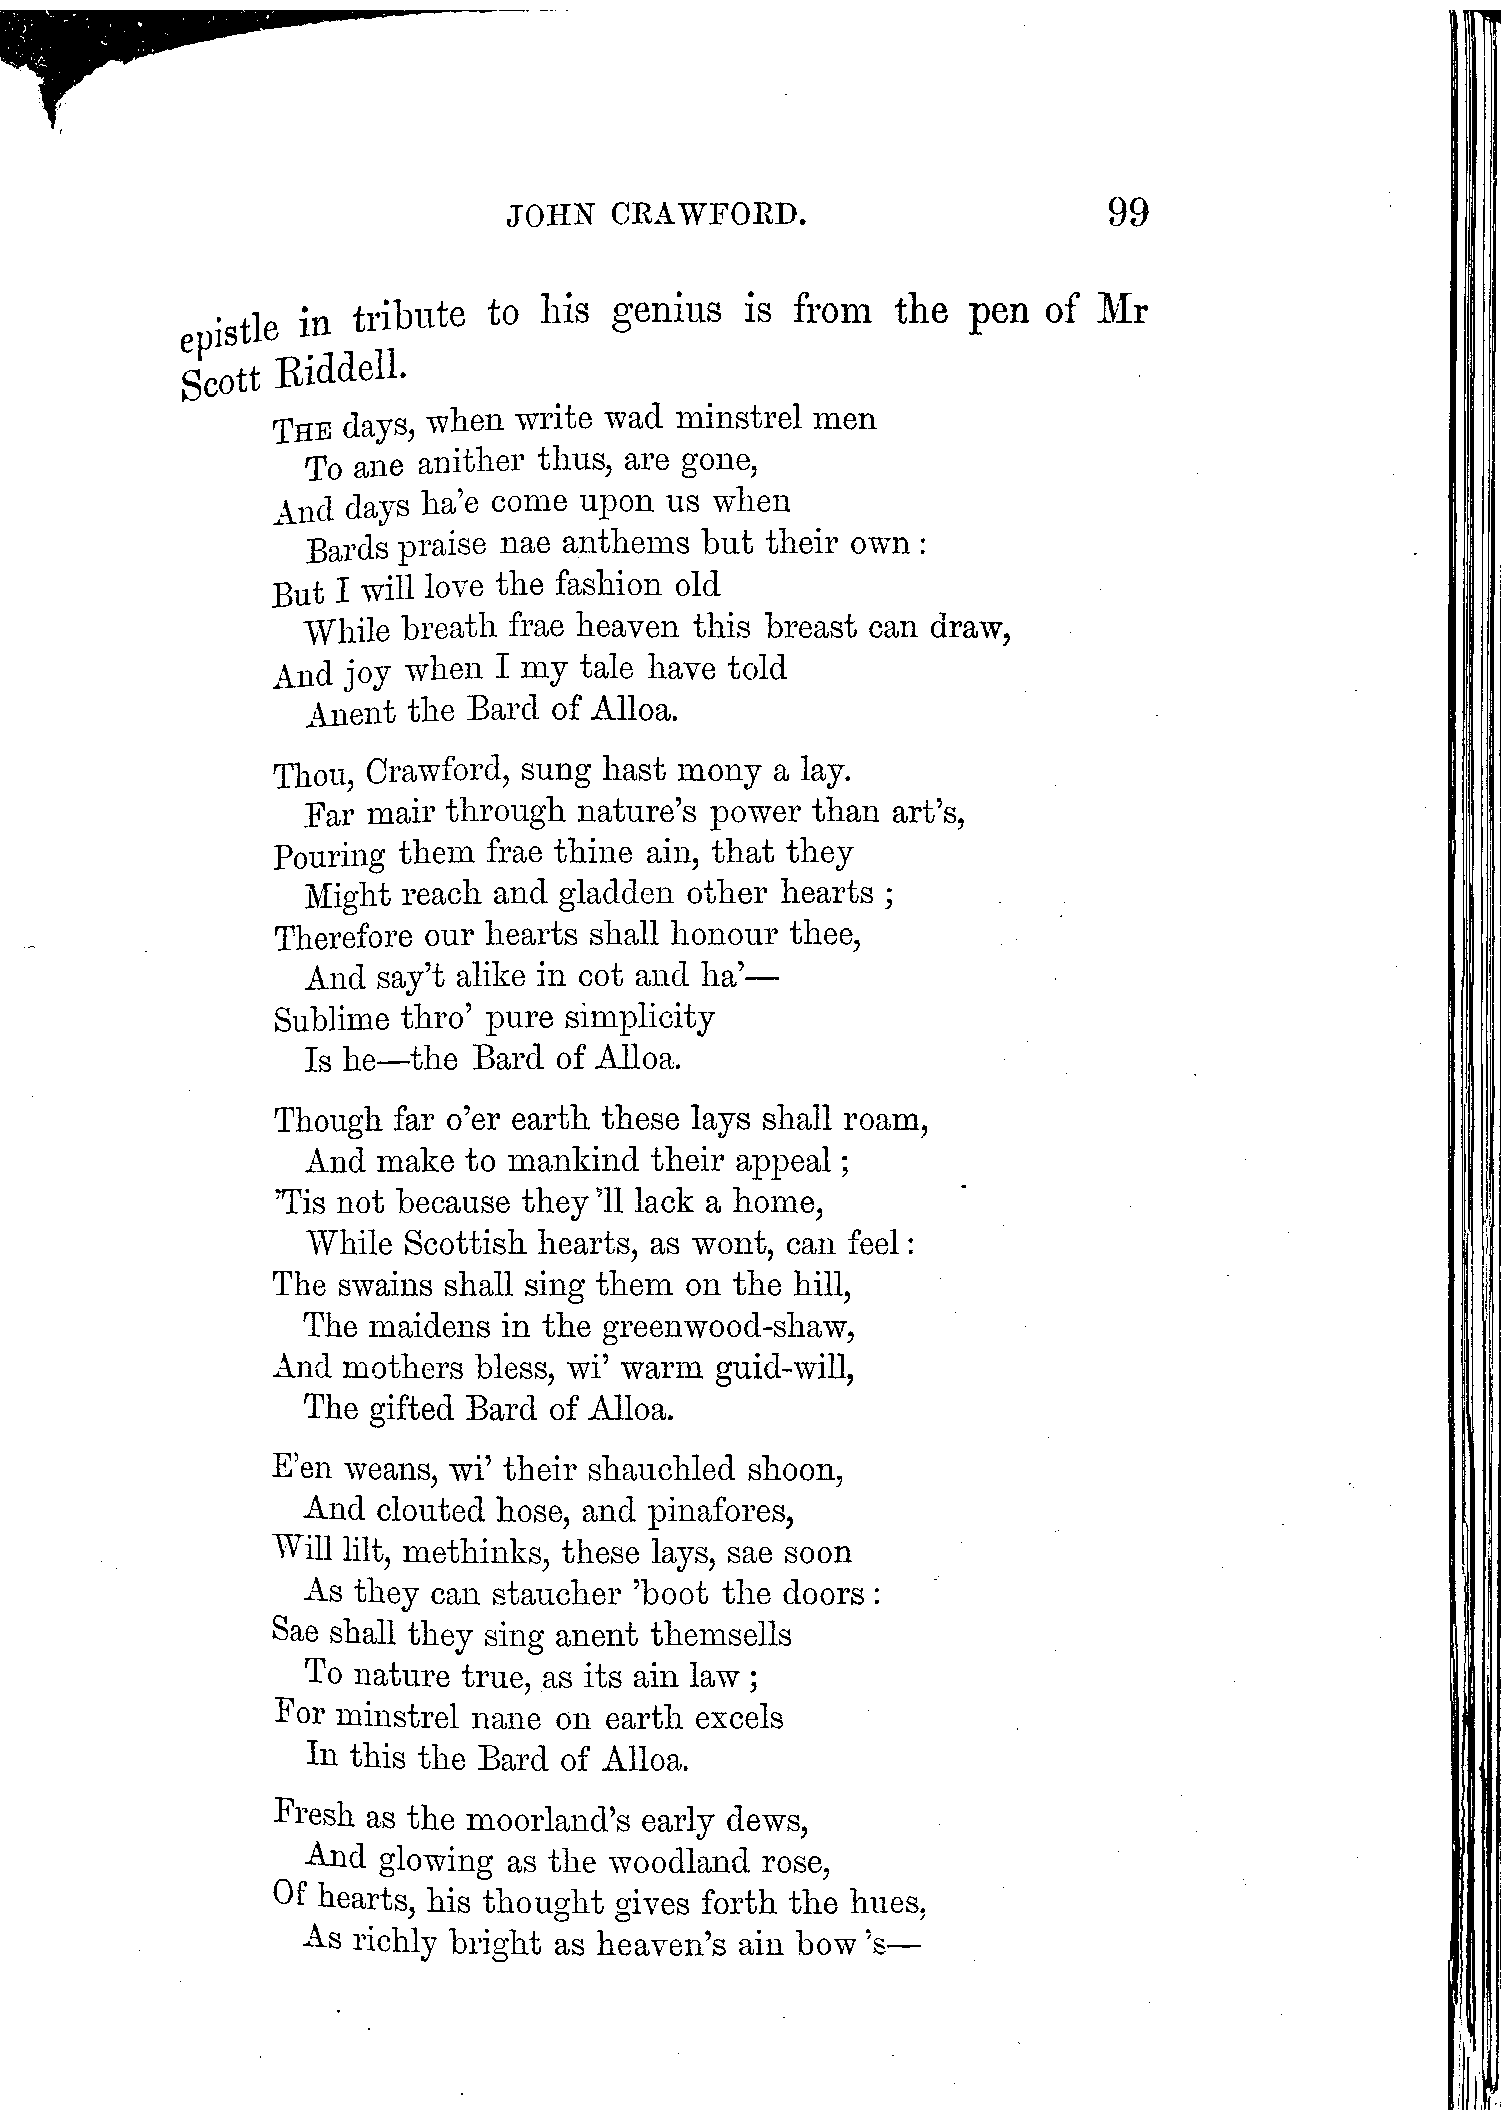 JOHN CRAWFORD. 99
epistle in tribute to his genius is from the pen of Mr
Scott Riddell.
THE days, when write wad minstrel men
To ane anither thus, are gone,
And days ha'e come upon us when
Bards praise nae anthems but their own :
But I will love the fashion old
While breath frae heaven this breast can draw,
And joy when I my tale have told
Anent the Bard of Alloa.
Thou, Crawford, sung hast mony a lay.
Far mair through nature's power than art's,
Pouring them frae thine ain, that they
Might reach and gladden other hearts ;
Therefore our hearts shall honour thee,
And say't alike in cot and ha'—
Sublime thro' pure simplicity
Is he—the Bard of Alloa.
Though far o'er earth these lays shall roam,
And make to mankind their appeal ;
'Tis not because they 'll lack a home,
While Scottish hearts, as wont, can feel :
The swains shall sing them on the hill,
The maidens in the greenwood-shaw,
And mothers bless, wi' warm guid-will,
The gifted Bard of Alloa.
E'en weans, wi' their shauchled shoon,
And clouted hose, and pinafores,
Will lilt, methinks, these lays, sae soon
As they can staucher 'boot the doors :
Sae shall they sing anent themsells
To nature true, as its ain law ;
For minstrel nane on earth excels
In this the Bard of Alloa.
Fresh as the moorland's early dews,
And glowing as the woodland rose,
Of hearts, his thought gives forth the hues,
As richly bright as heaven's ain bow 's—